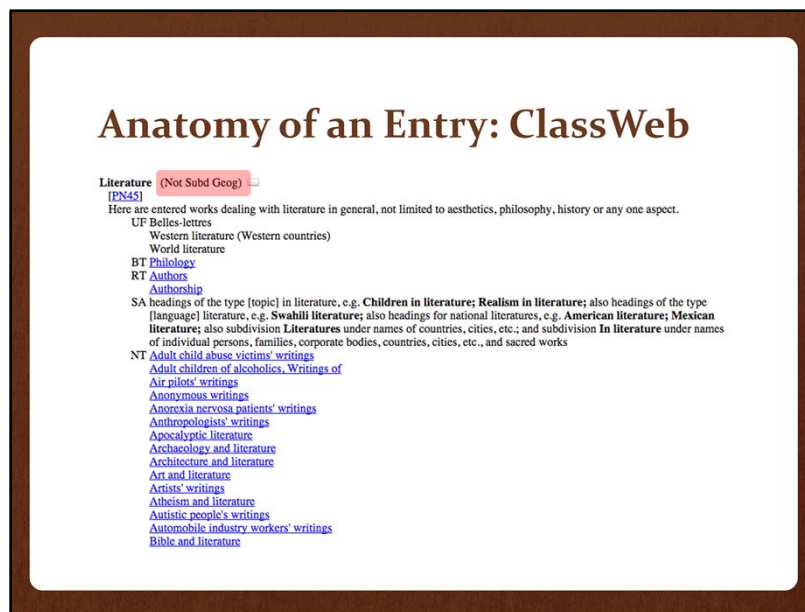 Anatomy of an Entry: ClassWeb
Literature (Not Subd Geog)
[PN45]
Here are entered works dealing with literature in general, not limited to aesthetics, philosophy, history or any one aspect.
UF Belles-lettres
Western literature (Western countries)
World literature
BT Philology
RT Authors
Authorship
SA headings of the type [topic] in literature, e.g. Children in literature; Realism in literature; also headings of the type
[language] literature, e.g. Swahili literature; also headings for national literatures, e.g. American literature; Mexican
literature; also subdivision Literatures under names of countries, cities, etc.; and subdivision In literature under names
of individual persons, families, corporate bodies, countries, cities, etc., and sacred works
NT Adult child abuse victims' writings
Adult children of alcoholics, Writings of
Air pilots' writings
Anonymous writings
Anorexia nervosa patients' writings
Anthropologists' writings
Apocalyptic literature
Archaeology and literature
Architecture and literature
Art and literature
Artists' writings
Atheism and literature
Autistic people's writings
Automobile industry workers' writings
Bible and literature